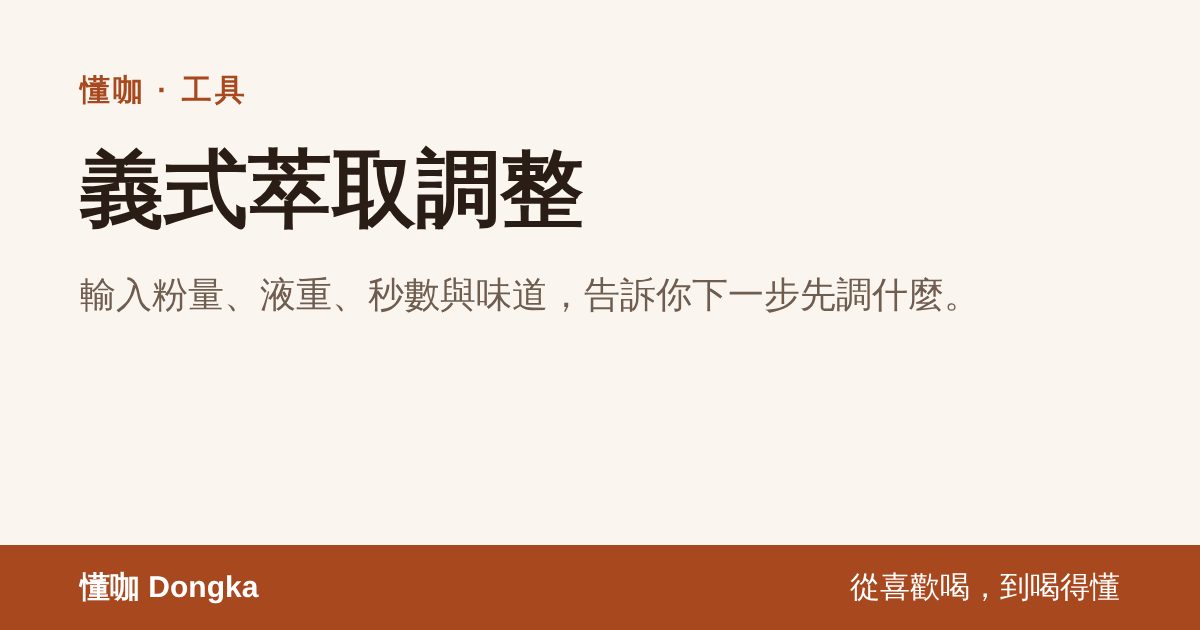 懂咖 · 工具
義式萃取調整
輸入粉量、液重、秒數與味道，告訴你下一步先調什麼。
懂咖 Dongka
從喜歡喝，到喝得懂